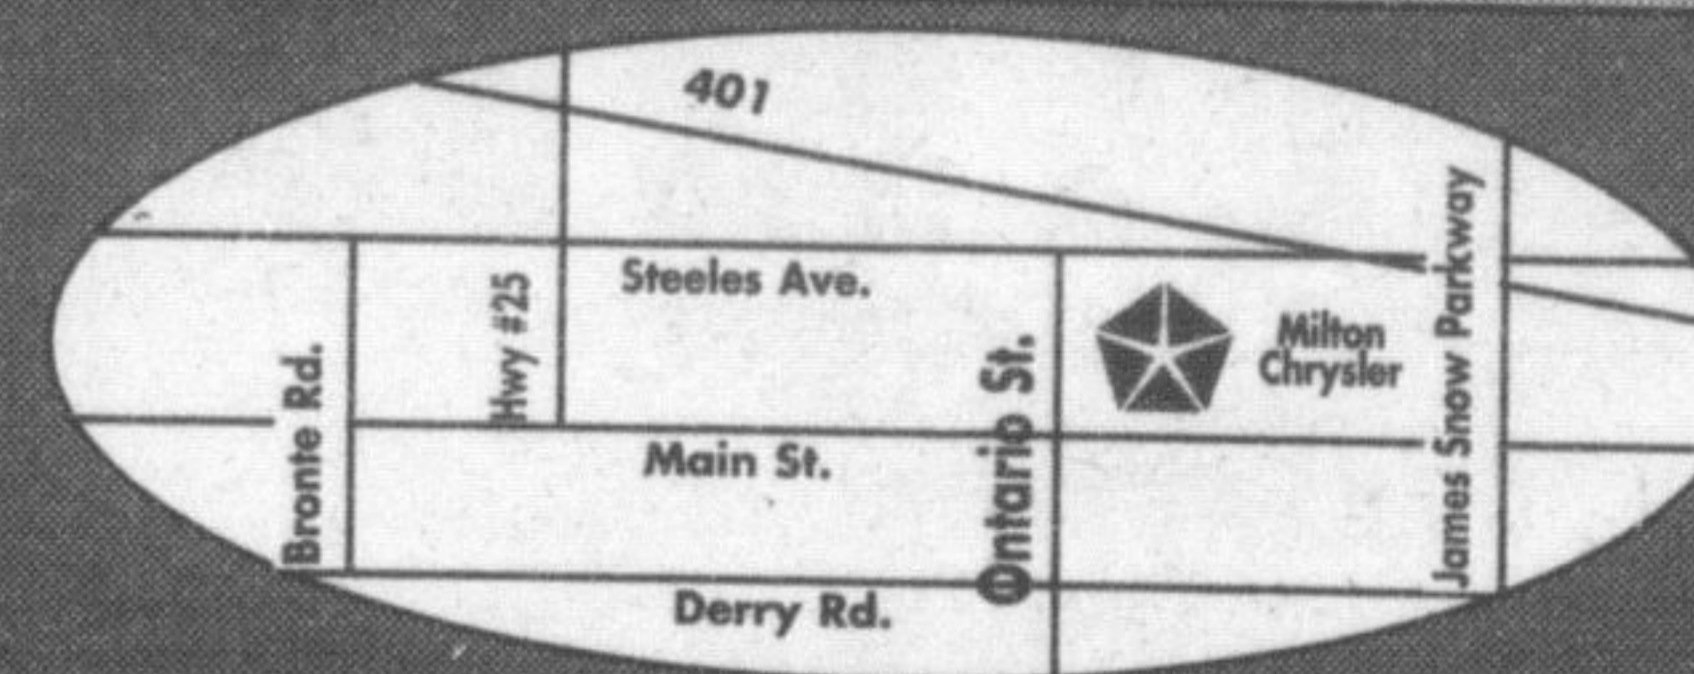 401
Steeles Ave.
Hwy #25
Milton
Chrysler
James Snow Parkway
Bronte Rd.
Ontario St.
Main St.
Derry Rd.